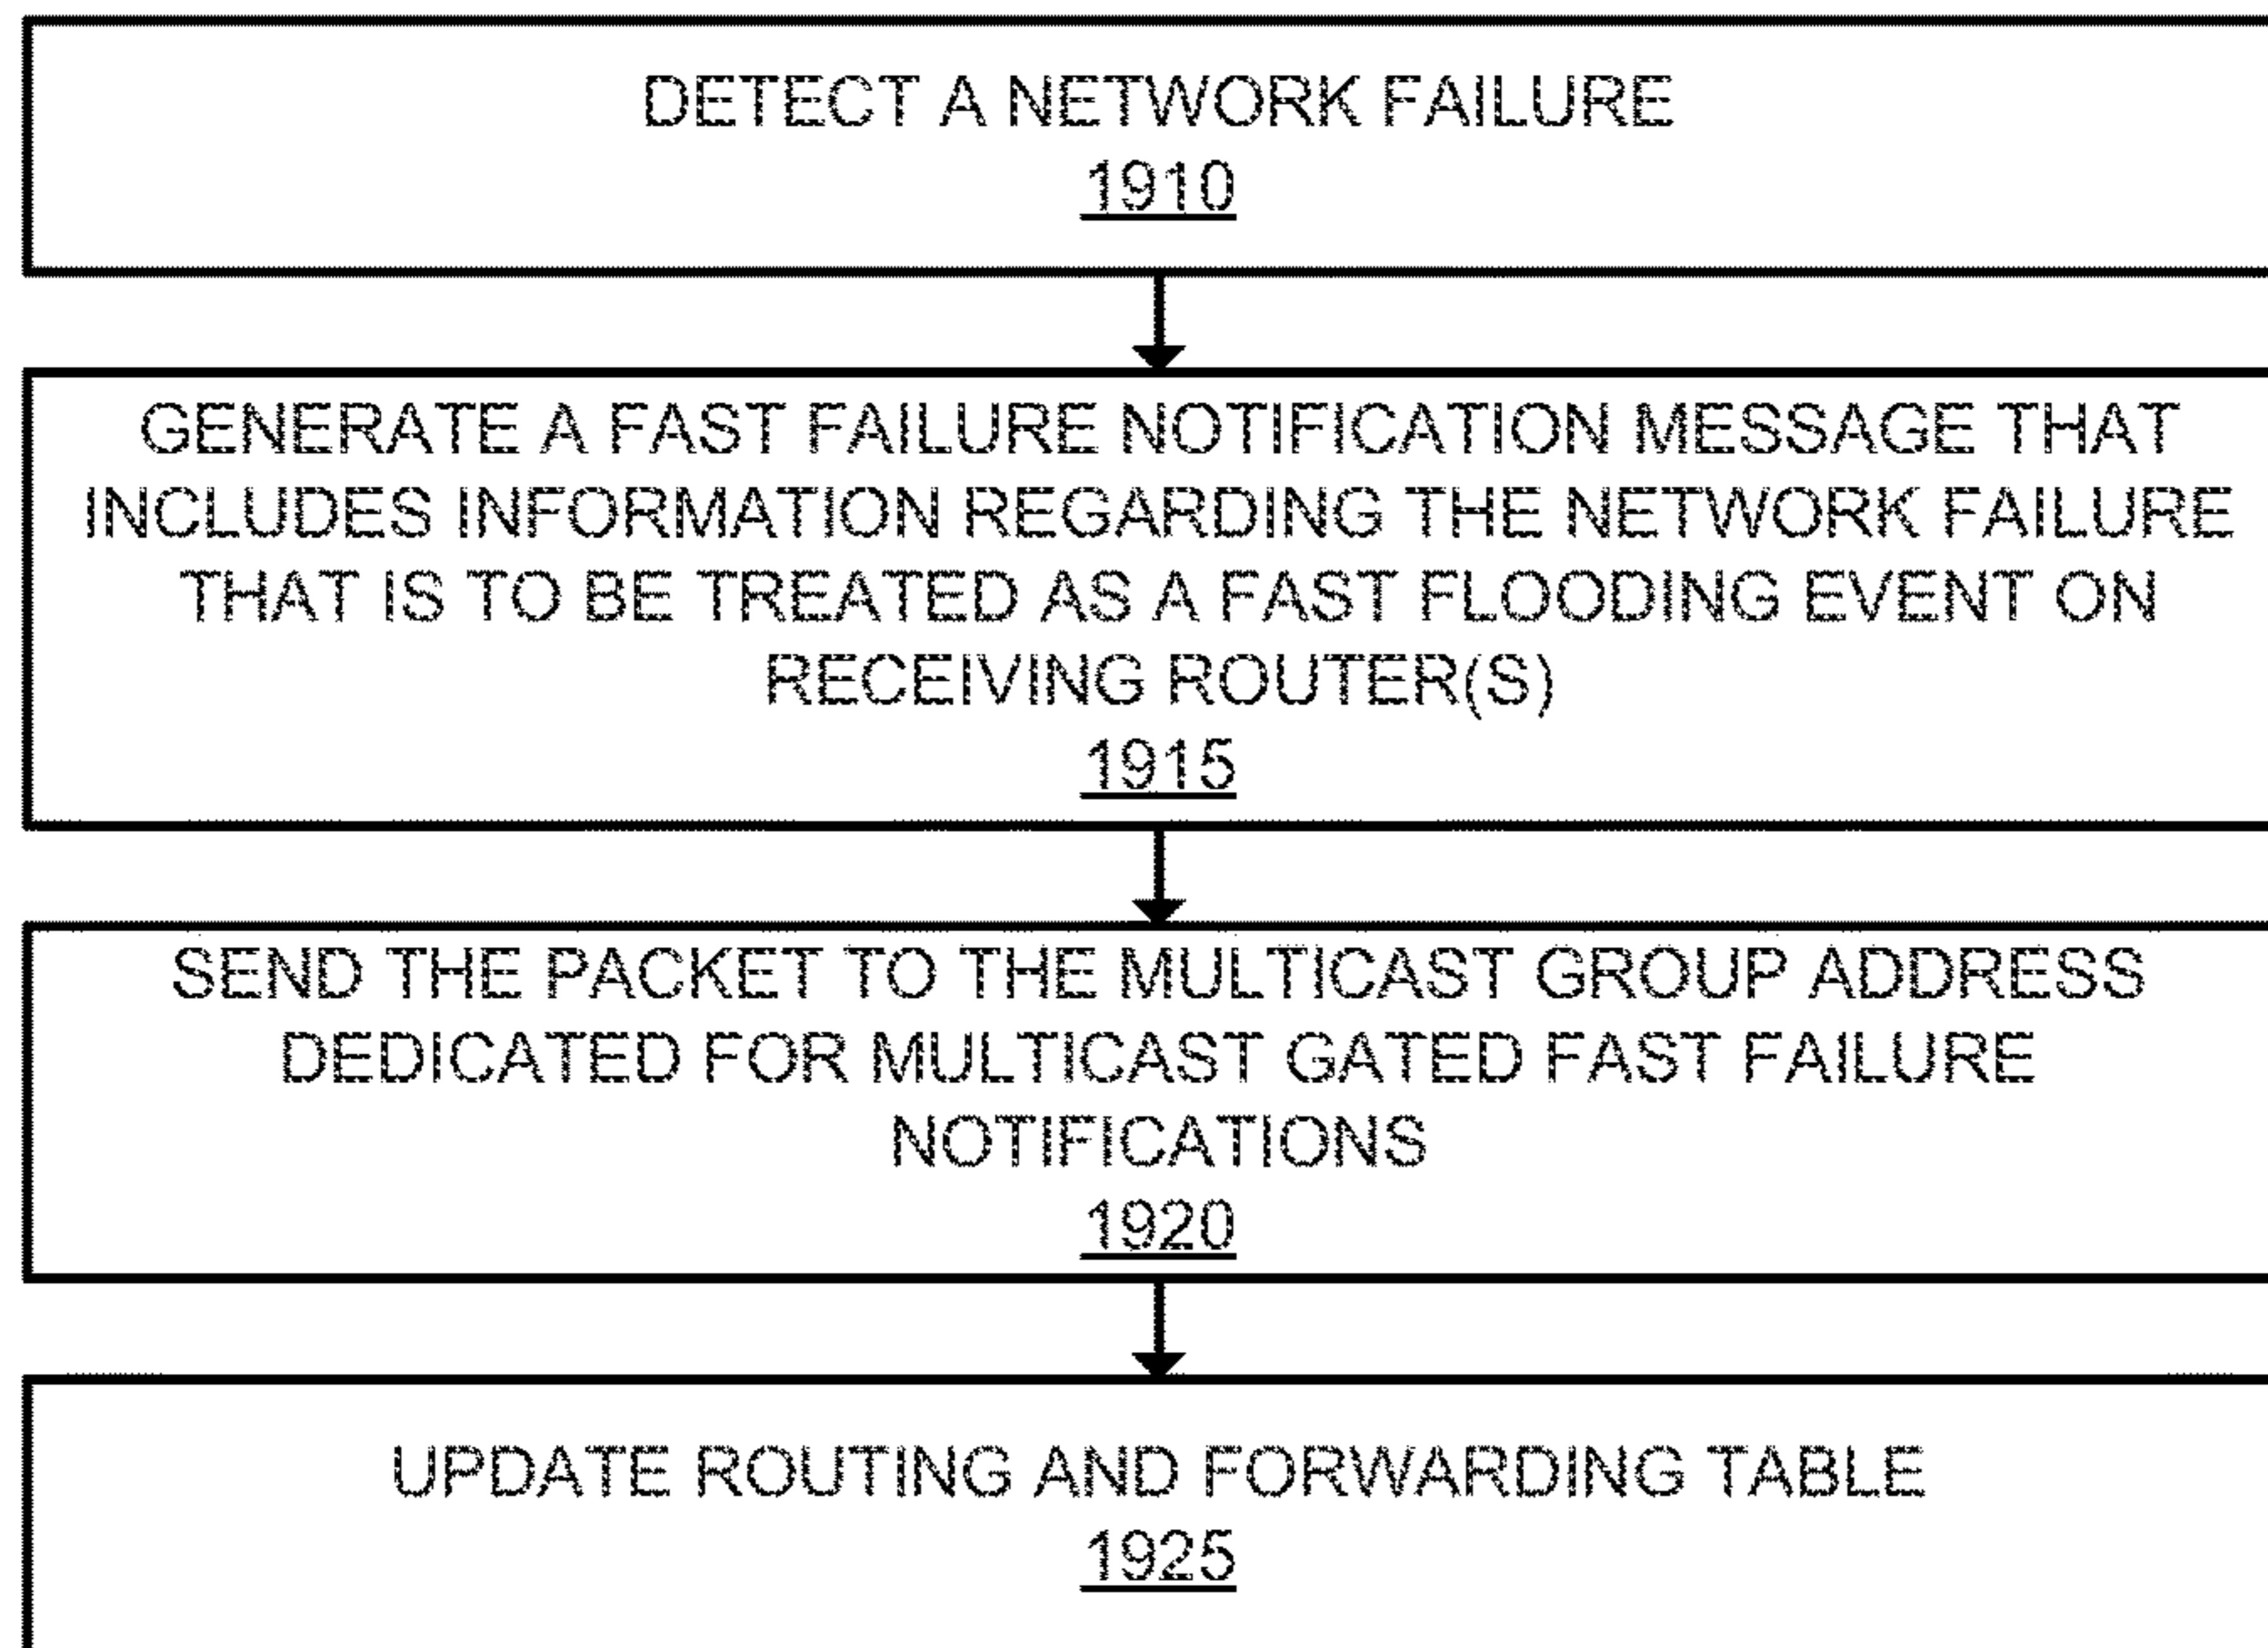 DETECT A NETWORK FAILURE
1910
GENERATE A FAST FAILURE NOTIFICATION MESSAGE THAT
INCLUDES INFORMATION REGARDING THE NETWORK FAILURE
THAT IS TO BE TREATED AS A FAST FLOODING EVENT ON
RECEIVING ROUTER(S)
1915
SEND THE PACKET TO THE MULTICAST GROUP ADDRESS
DEDICATED FOR MULTICAST GATED FAST FAILURE
NOTIFICATIONS
1920
UPDATE ROUTING AND FORWARDING TABLE
1925